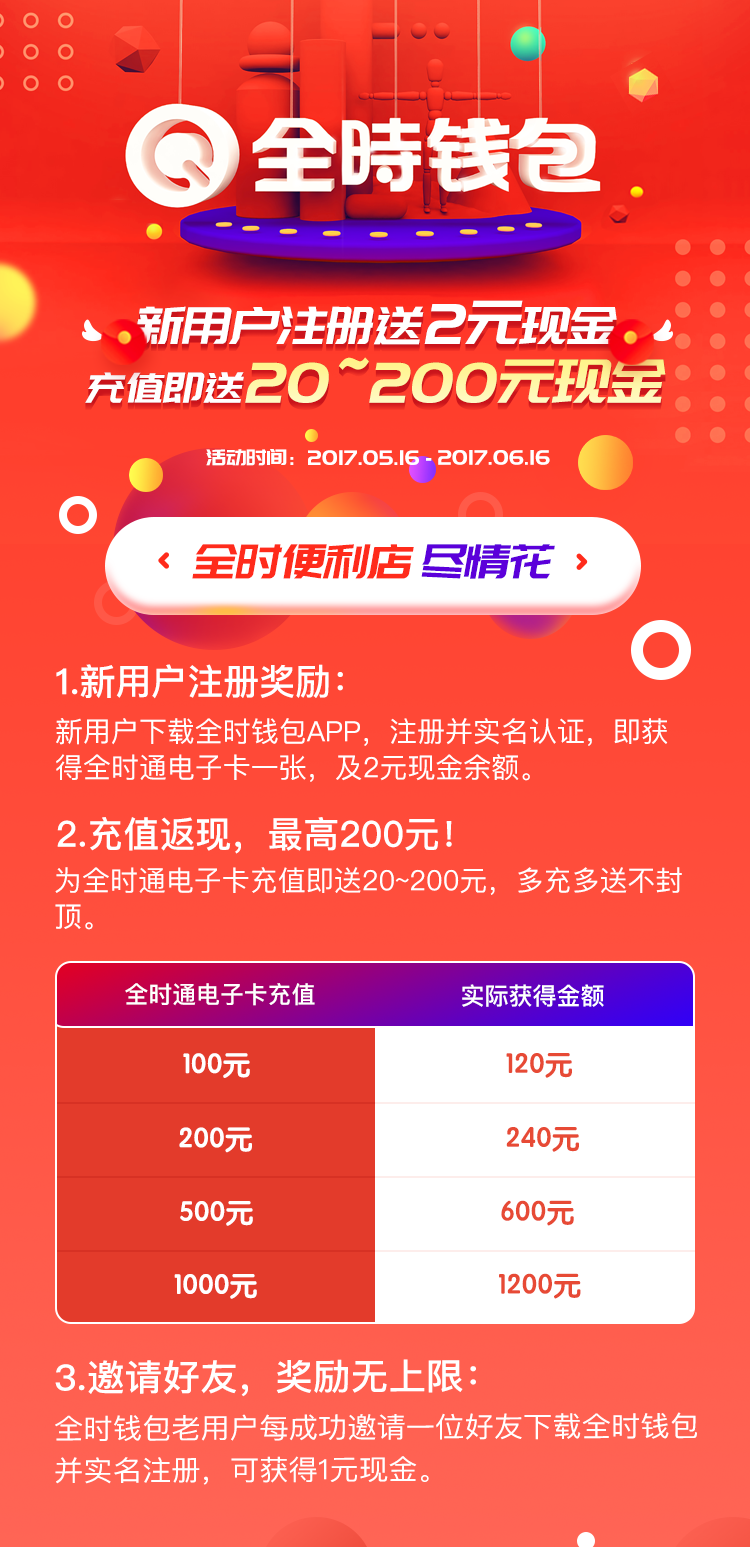 全時钱包
新用户注册送2元现金
充值即送20~200元现金
活动时间：2017.05.16 - 2017.06.16
全时便利店 尽情花
1.新用户注册奖励：
新用户下载全时钱包APP，注册并实名认证，即获
得全时通电子卡一张，及2元现金余额。
2.充值返现，最高200元！
为全时通电子卡充值即送20~200元，多充多送不封
顶。
全时通电子卡充值 实际获得金额
100元 120元
200元 240元
500元 600元
1000元 1200元
3.邀请好友，奖励无上限：
全时钱包老用户每成功邀请一位好友下载全时钱包
并实名注册，可获得1元现金。